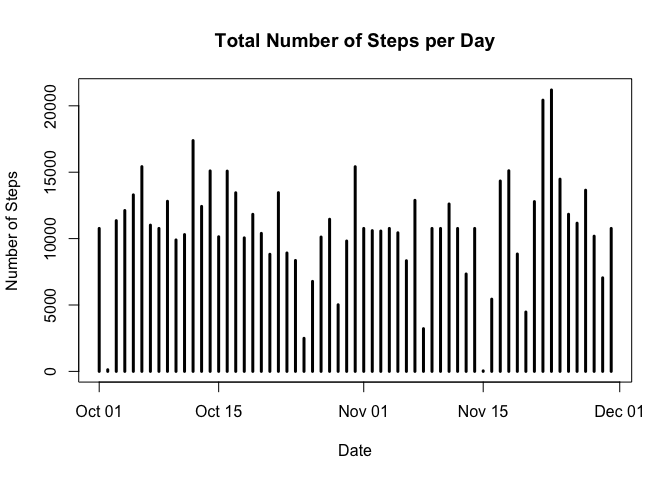 Total Number of Steps per Day
Number of Steps
20000
15000
10000
5000
0
Oct 01 Oct 15 Nov 01 Nov 15 Dec 01
Date